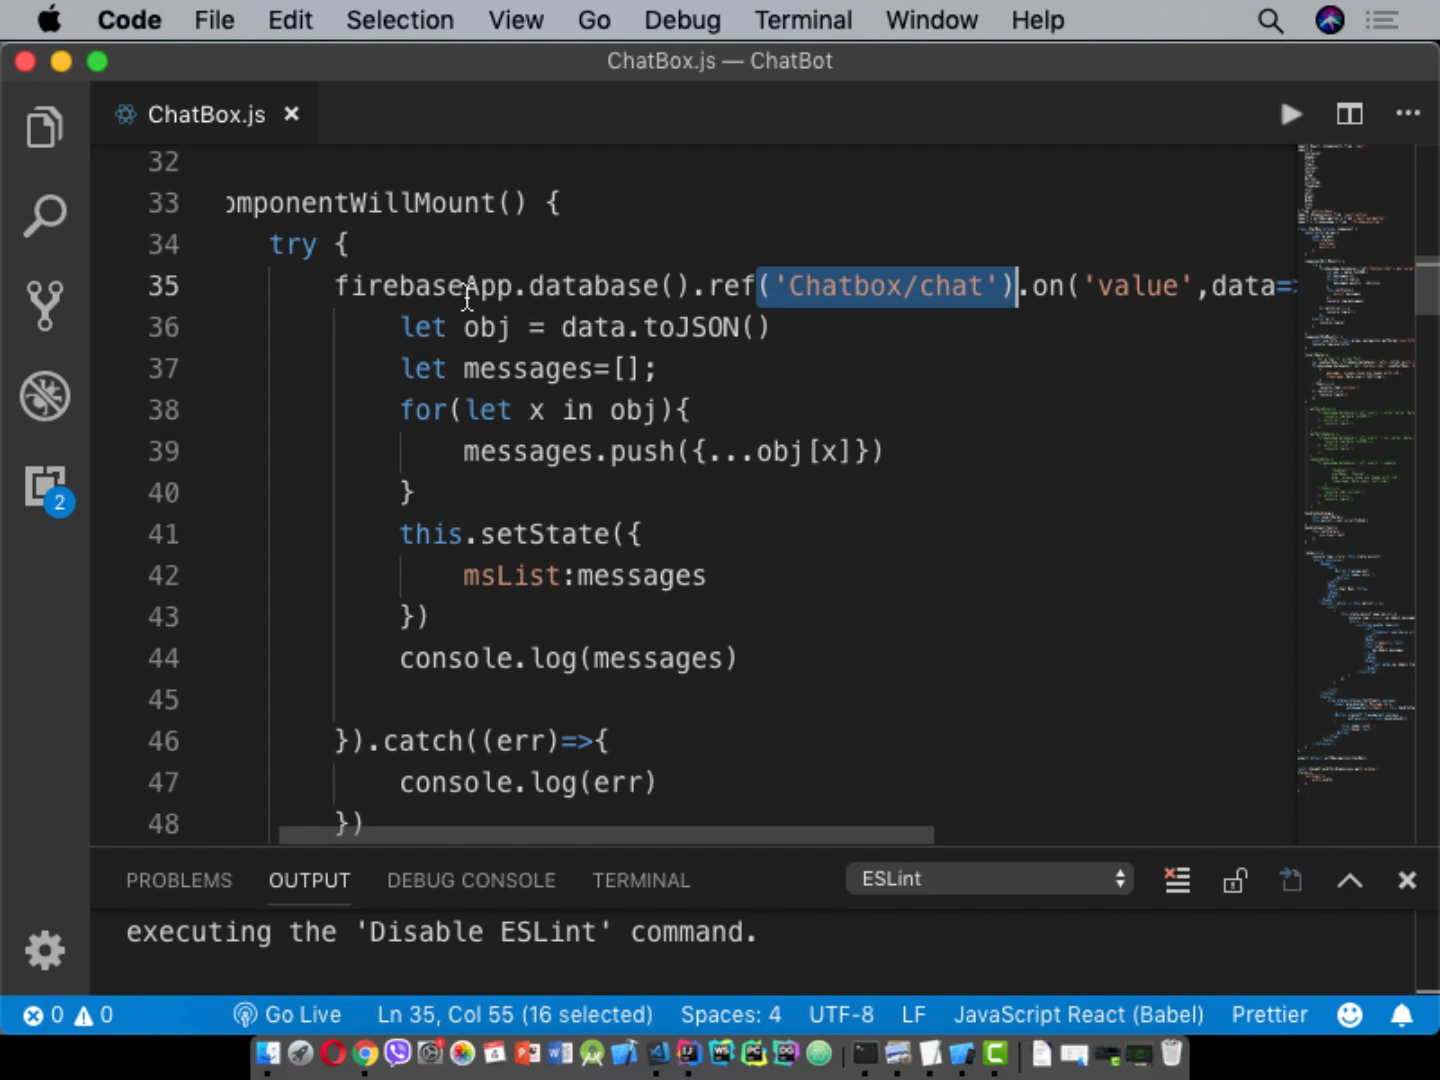 Code File Edit Selection View Go Debug Terminal Window Help
ChatBox.js — ChatBot
ChatBox.js
32
33 omponentWillMount() {
34 try {
35 firebaseApp.database().ref('Chatbox/chat').on('value',data=>
36 let obj = data.toJSON()
37 let messages=[];
38 for(let x in obj){
39 messages.push({...obj[x]})
40 }
41 this.setState({
42 msList:messages
43 })
44 console.log(messages)
45
46 }).catch((err)=>{
47 console.log(err)
48 })
PROBLEMS OUTPUT DEBUG CONSOLE TERMINAL ESLint
executing the 'Disable ESLint' command.
2
0 0 Go Live Ln 35, Col 55 (16 selected) Spaces: 4 UTF-8 LF JavaScript React (Babel) Prettier